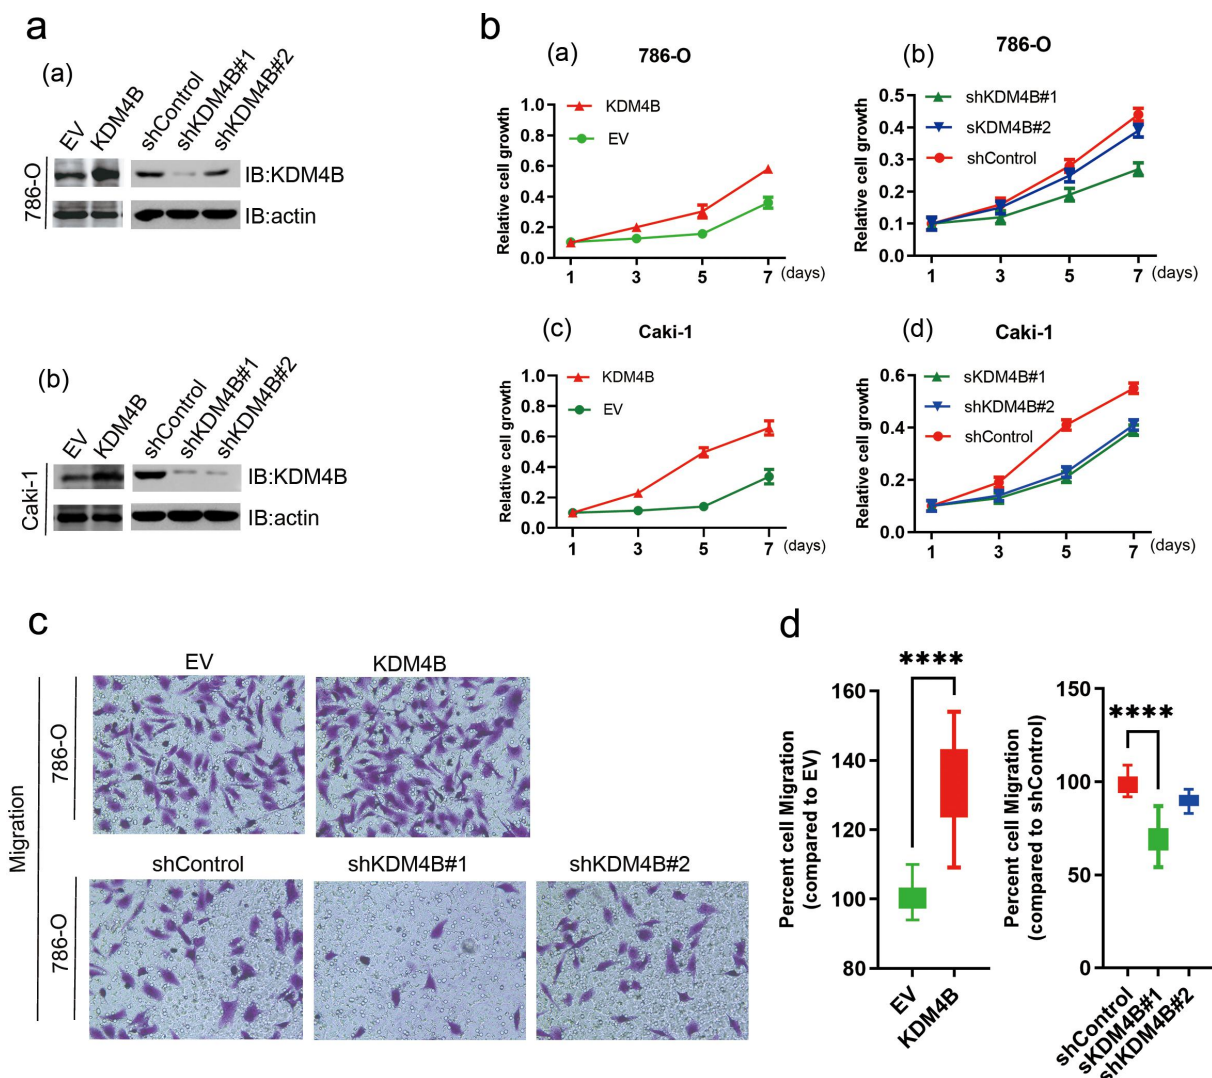 a
(a)
EV
KDM4B
shControl
shKDM4B#1
shKDM4B#2
786-O
IB:KDM4B
IB:actin
(b)
EV
KDM4B
shControl
shKDM4B#1
shKDM4B#2
Caki-1
IB:KDM4B
IB:actin
b
(a)
786-O
KDM4B
EV
Relative cell growth
1.0
0.8
0.6
0.4
0.2
0.0
1 3 5 7 (days)
(b)
786-O
shKDM4B#1
sKDM4B#2
shControl
Relative cell growth
0.5
0.4
0.3
0.2
0.1
0.0
1 3 5 7 (days)
(c)
Caki-1
KDM4B
EV
Relative cell growth
1.0
0.8
0.6
0.4
0.2
0.0
1 3 5 7 (days)
(d)
Caki-1
sKDM4B#1
shKDM4B#2
shControl
Relative cell growth
0.6
0.4
0.2
0.0
1 3 5 7 (days)
c
Migration
786-O
EV KDM4B
786-O
shControl shKDM4B#1 shKDM4B#2
d
****
Percent cell Migration
(compared to EV)
160
140
120
100
80
EV
KDM4B
****
Percent cell Migration
(compared to shControl)
150
100
50
0
shControl
sKDM4B#1
shKDM4B#2